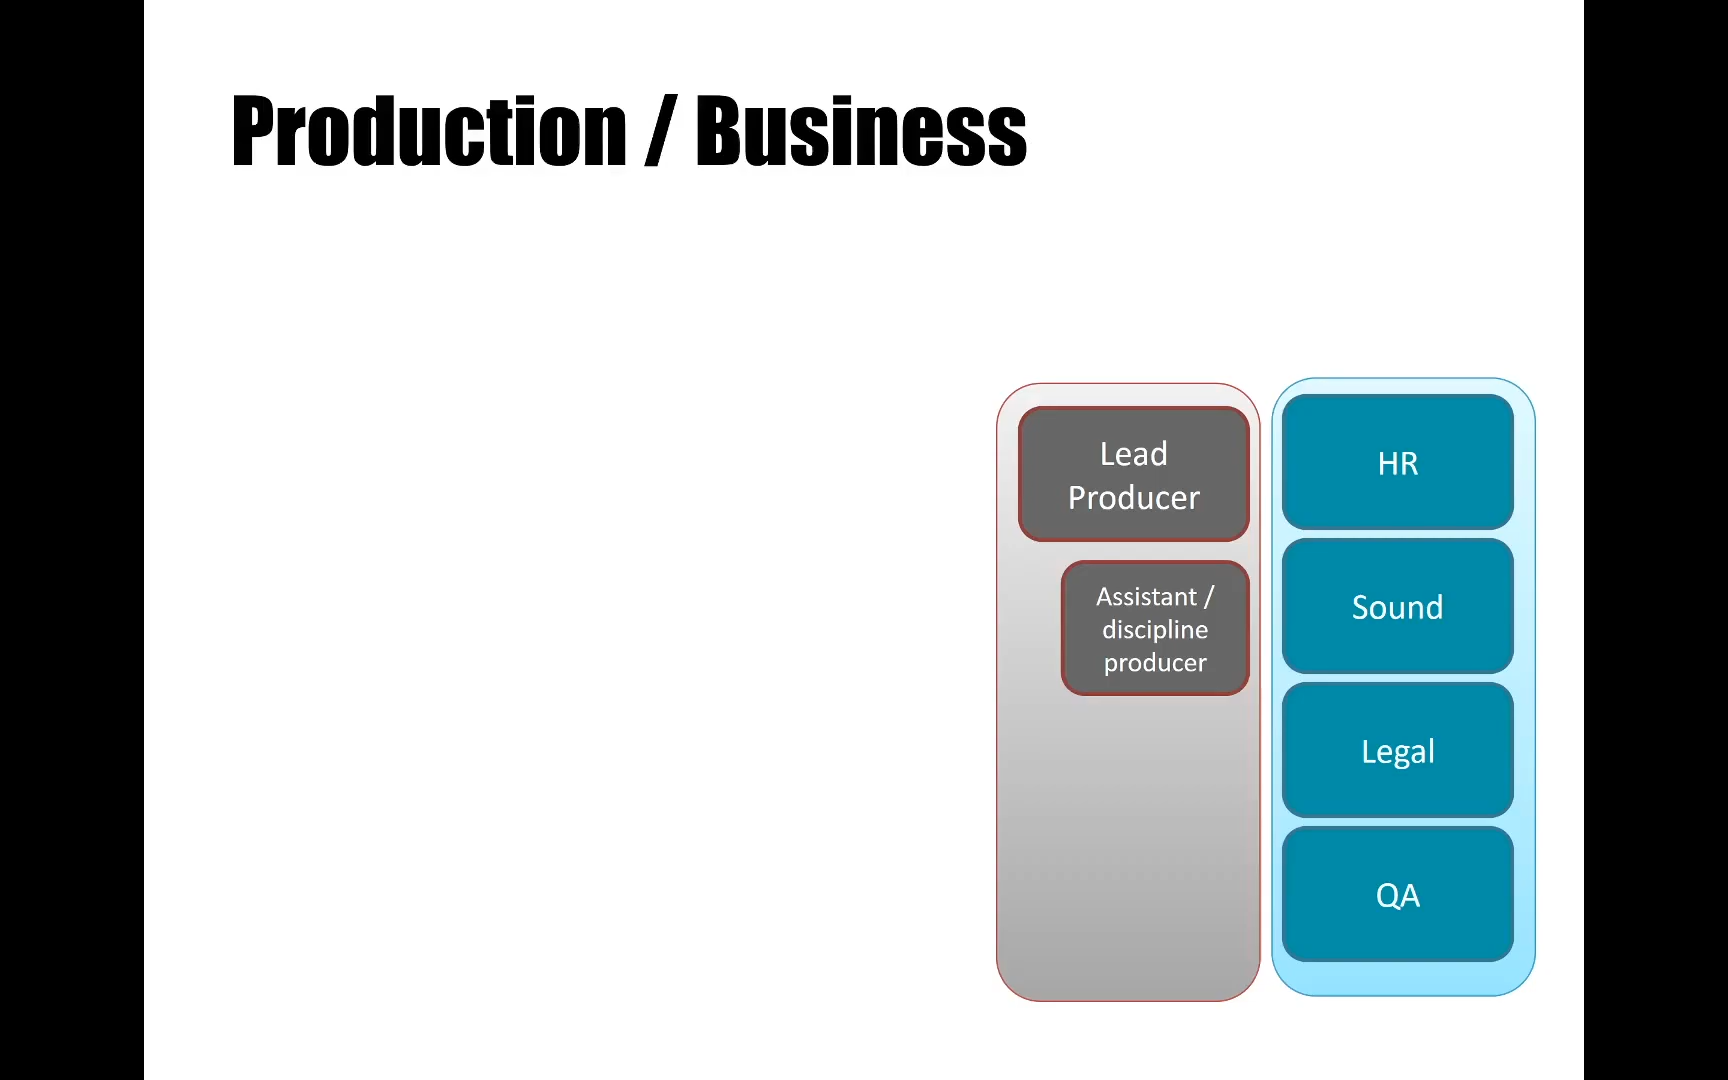 Production / Business
Lead
Producer
Assistant /
discipline
producer
HR
Sound
Legal
QA